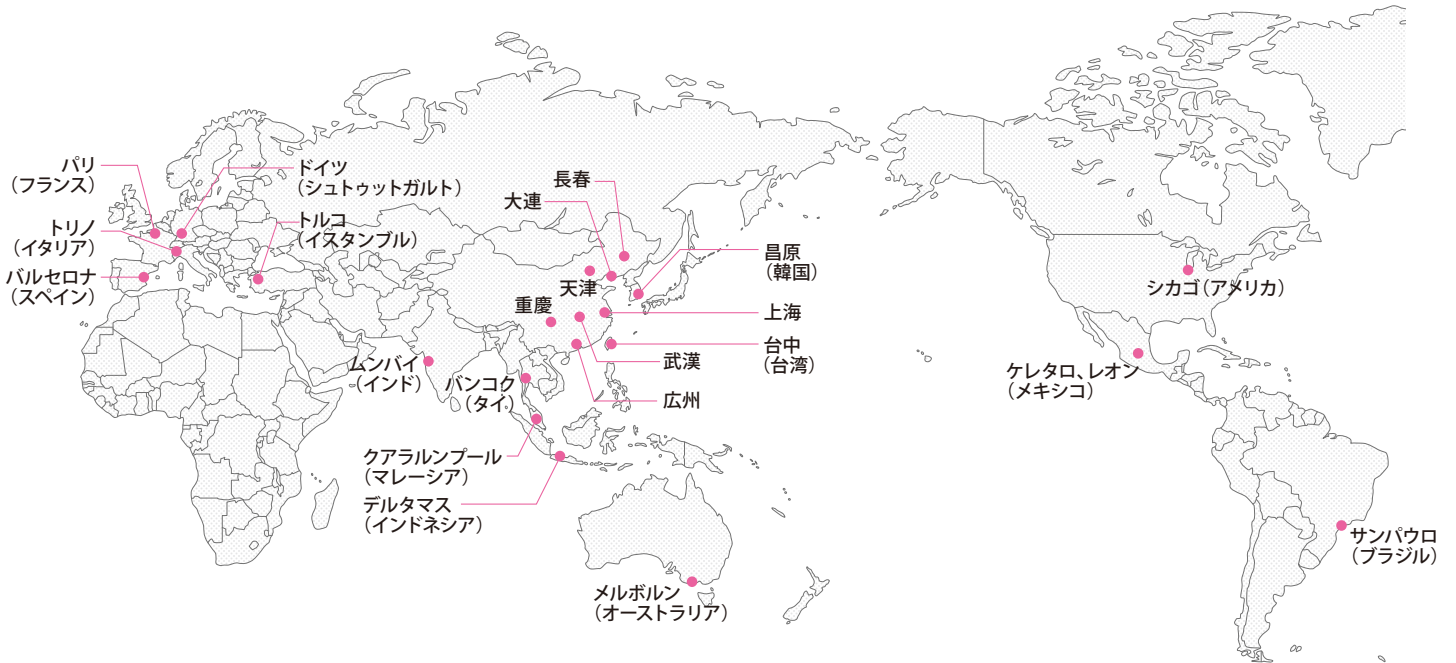 パリ
（フランス）
ドイツ
（シュトゥットガルト）
トリノ
（イタリア）
トルコ
（イスタンブル）
バルセロナ
（スペイン）
長春
大連
天津
重慶
昌原
（韓国）
上海
台中
（台湾）
武漢
広州
ムンバイ
（インド）
バンコク
（タイ）
クアラルンプール
（マレーシア）
デルタマス
（インドネシア）
メルボルン
（オーストラリア）
シカゴ（アメリカ）
ケレタロ、レオン
（メキシコ）
サンパウロ
（ブラジル）